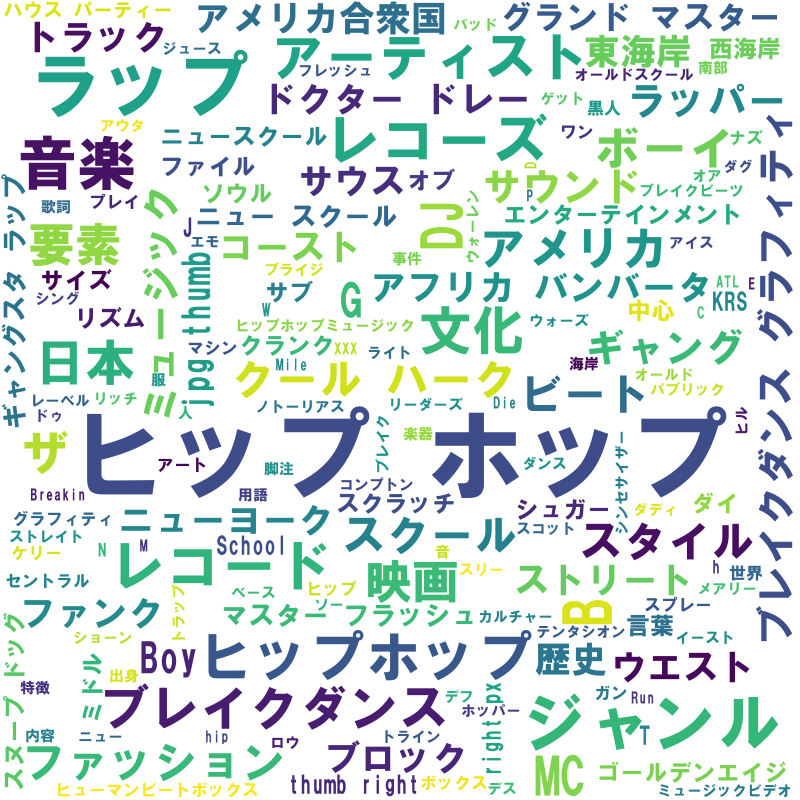 ハウス パーティー
アメリカ合衆国
バッド
グランド マスター
トラック
ジュース
アーティスト
東海岸
西海岸
ラップ
フレッシュ
オールドスクール
南部
ドクター ドレー
ゲット
黒人
ラッパー
アウタ
ニュースクール
レコーズ
ワン
ボーイ
ナズ
音楽
ファイル
サウス
オブ
サウンド
D
オア
ダグ
ブレイクビーツ
P
歌詞
ブレイ
ソウル
ニュー スクール
DJ
ウォーレン
エンターテインメント
J
エモ
コースト
事件
アメリカ
アイス
要素
ミュージック
ブライジ
サイズ
サブ
G
アフリカ バンバータ
ATL
E
KRS
シング
W
リズム
jpg thumb
ヒップホップミュージック
文化
ウォーズ
中心
C
ギャングスタ ラップ
マシン
クランク
xxx
ライト
ギャング
日本
服
Mile
クール ハーク
海岸
オールド
パブリック
レーベル
リッチ
人
ドゥ
ノトーリアス
リーダーズ
Die
ビート
ブレイクダンス グラフィティ
ザ
ヒップ ホップ
楽器
ヒル
アート
脚注
ブレイク
ダンス
シンセサイザー
Breakin
用語
コンプトン
スクラッチ
シュガー
ダディ
ダイ
グラフィティ
ニューヨーク
スクール
スコット
スタイル
ストレイト
ケリー
N
M
School
音
h
世界
レコード
映画
スリー
ストリート
メアリー
セントラル
ベース
ヒップ
ソー
B
スプレー
ファンク
トラップ
マスター フラッシュ
カルチャー
言葉
テンタシオン
イースト
ショーン
Boy
ヒップホップ
歴史
ウエスト
スヌープ ドッグ
特徴
ミドル
出身
ブレイクダンス
デフ
ホッパー
right px
ガン
Run
ジャンル
内容
ニュー
hip
ロウ
トライン
T
ファッション
ブロック
MC
ゴールデンエイジ
ヒューマンビートボックス
thumb right
ボックス
デス
ミュージックビデオ